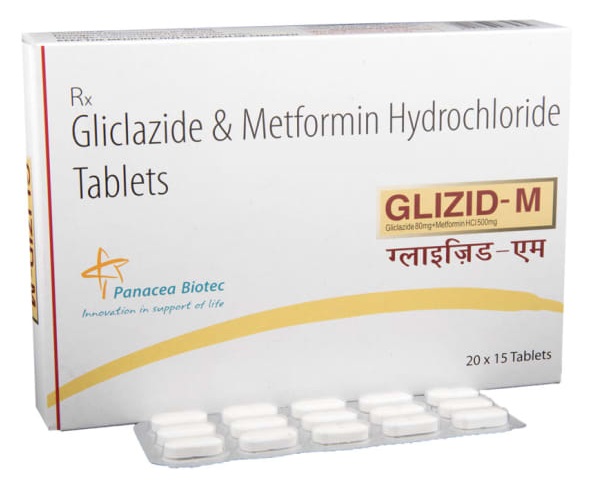 Rx
Gliclazide & Metformin Hydrochloride
Tablets
GLIZID-M
Gliclazide 80mg+Metformin HCl 500mg
ग्लाइज़िड-एम
Panacea Biotec
Innovation in support of life
20 x 15 Tablets
GLIZID-M